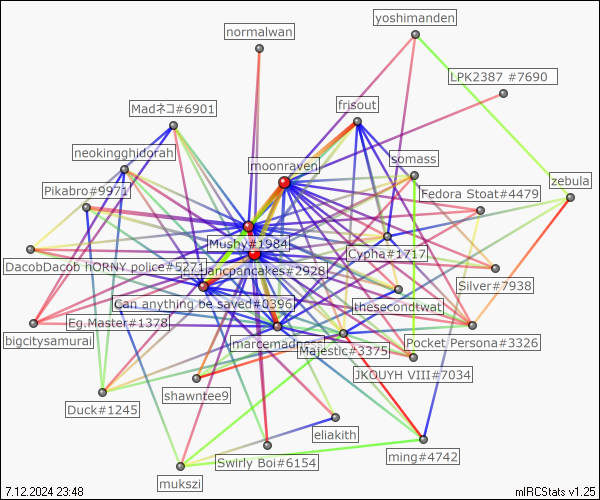 yoshimanden
normalwan
LPK2387 #7690
Madネコ#6901
frisout
neokingghidorah
moonraven
somass
Pikabro#9971
Fedora Stoat#4479
zebula
Mushy#1984
Cypha#1717
DacobDacob hORNY police#5271
ancpancakes#2928
Silver#7938
Can anything be saved#0396
thesecondtwat
Eg.Master#1378
bigcitysamurai
marcemadness
Majestic#3375
Pocket Persona#3326
JKOUYH VIII#7034
shawntee9
Duck#1245
eliakith
Swirly Boi#6154
ming#4742
mukszi
7.12.2024 23:48
mIRCStats v1.25